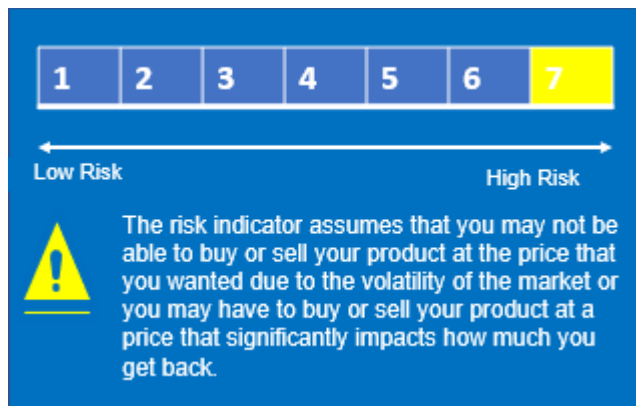 1 2 3 4 5 6 7
Low Risk High Risk
The risk indicator assumes that you may not be
able to buy or sell your product at the price that
you wanted due to the volatility of the market or
you may have to buy or sell your product at a
price that significantly impacts how much you
get back.